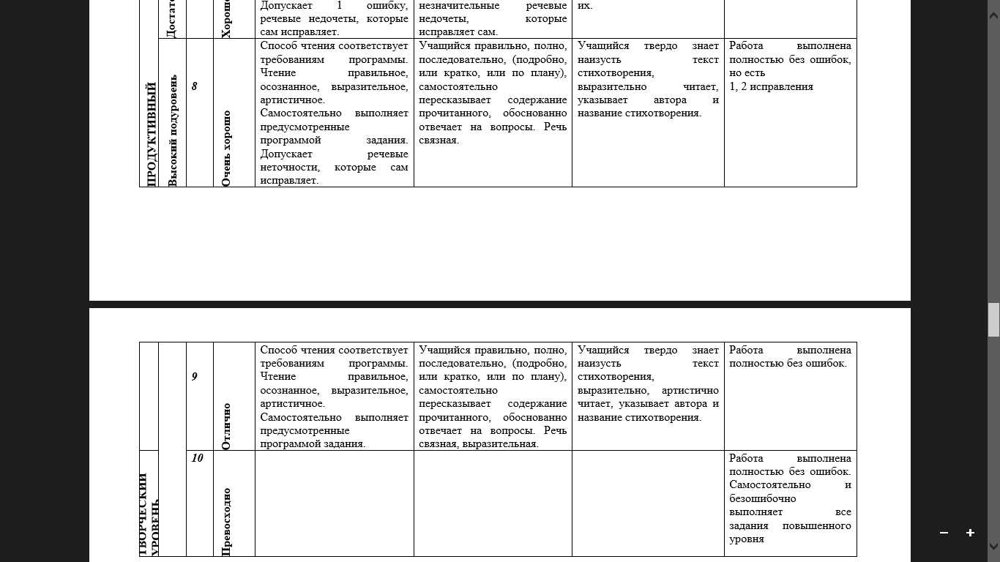 Достат
Хорошо
Допускает 1 ошибку,
речевые недочеты, которые
сам исправляет.
незначительные речевые
недочеты, которые
исправляет сам.
их.
ПРОДУКТИВНЫЙ
Высокий подуровень
8
Очень хорошо
Способ чтения соответствует
требованиям программы.
Чтение правильное,
осознанное, выразительное,
артистичное.
Самостоятельно выполняет
предусмотренные
программой задания.
Допускает речевые
неточности, которые сам
исправляет.
Учащийся правильно, полно,
последовательно, (подробно,
или кратко, или по плану),
самостоятельно
пересказывает содержание
прочитанного, обоснованно
отвечает на вопросы. Речь
связная.
Учащийся твердо знает
наизусть текст
стихотворения,
выразительно читает,
указывает автора и
название стихотворения.
Работа выполнена
полностью без ошибок,
но есть
1, 2 исправления
9
Отлично
Способ чтения соответствует
требованиям программы.
Чтение правильное,
осознанное, выразительное,
артистичное.
Самостоятельно выполняет
предусмотренные
программой задания.
Учащийся правильно, полно,
последовательно, (подробно,
или кратко, или по плану),
самостоятельно
пересказывает содержание
прочитанного, обоснованно
отвечает на вопросы. Речь
связная, выразительная.
Учащийся твердо знает
наизусть текст
стихотворения,
выразительно, артистично
читает, указывает автора и
название стихотворения.
Работа выполнена
полностью без ошибок.
ТВОРЧЕСКИЙ
УРОВЕНЬ
10
Превосходно
Работа выполнена
полностью без ошибок.
Самостоятельно и
безошибочно
выполняет все
задания повышенного
уровня